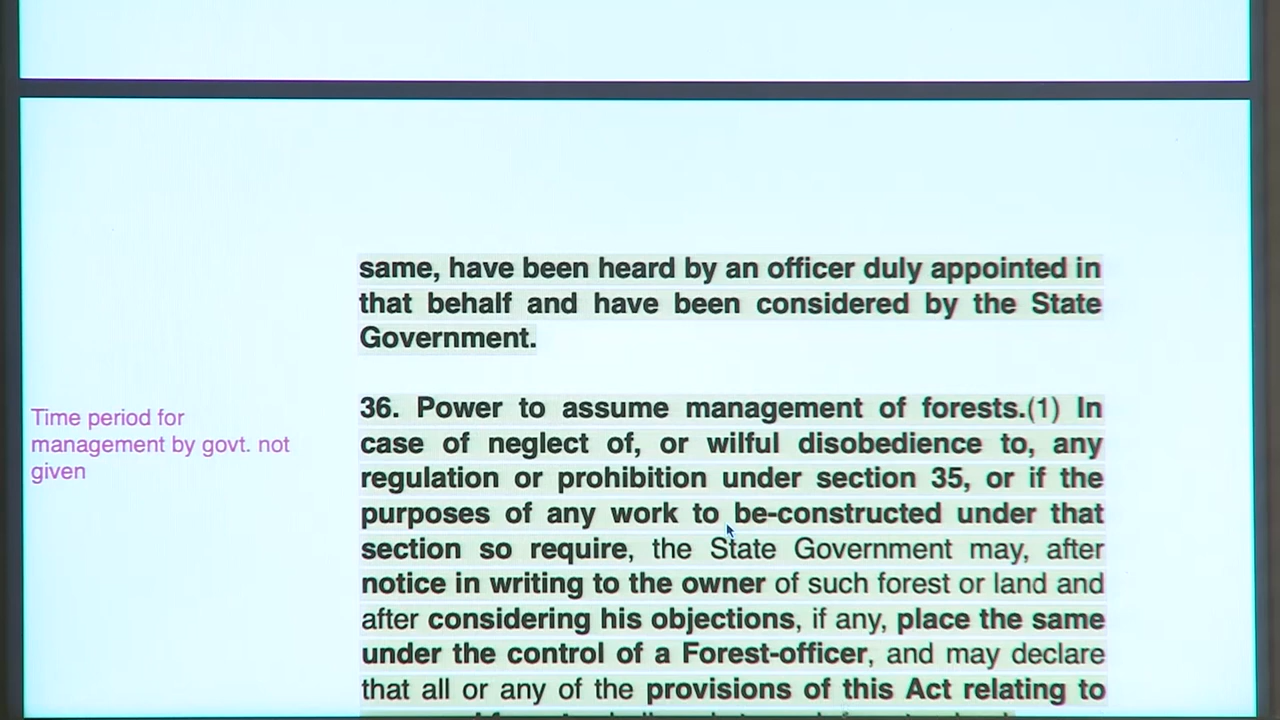 same, have been heard by an officer duly appointed in
that behalf and have been considered by the State
Government.
Time period for
management by govt. not
given
36. Power to assume management of forests.(1) In
case of neglect of, or wilful disobedience to, any
regulation or prohibition under section 35, or if the
purposes of any work to be-constructed under that
section so require, the State Government may, after
notice in writing to the owner of such forest or land and
after considering his objections, if any, place the same
under the control of a Forest-officer, and may declare
that all or any of the provisions of this Act relating to